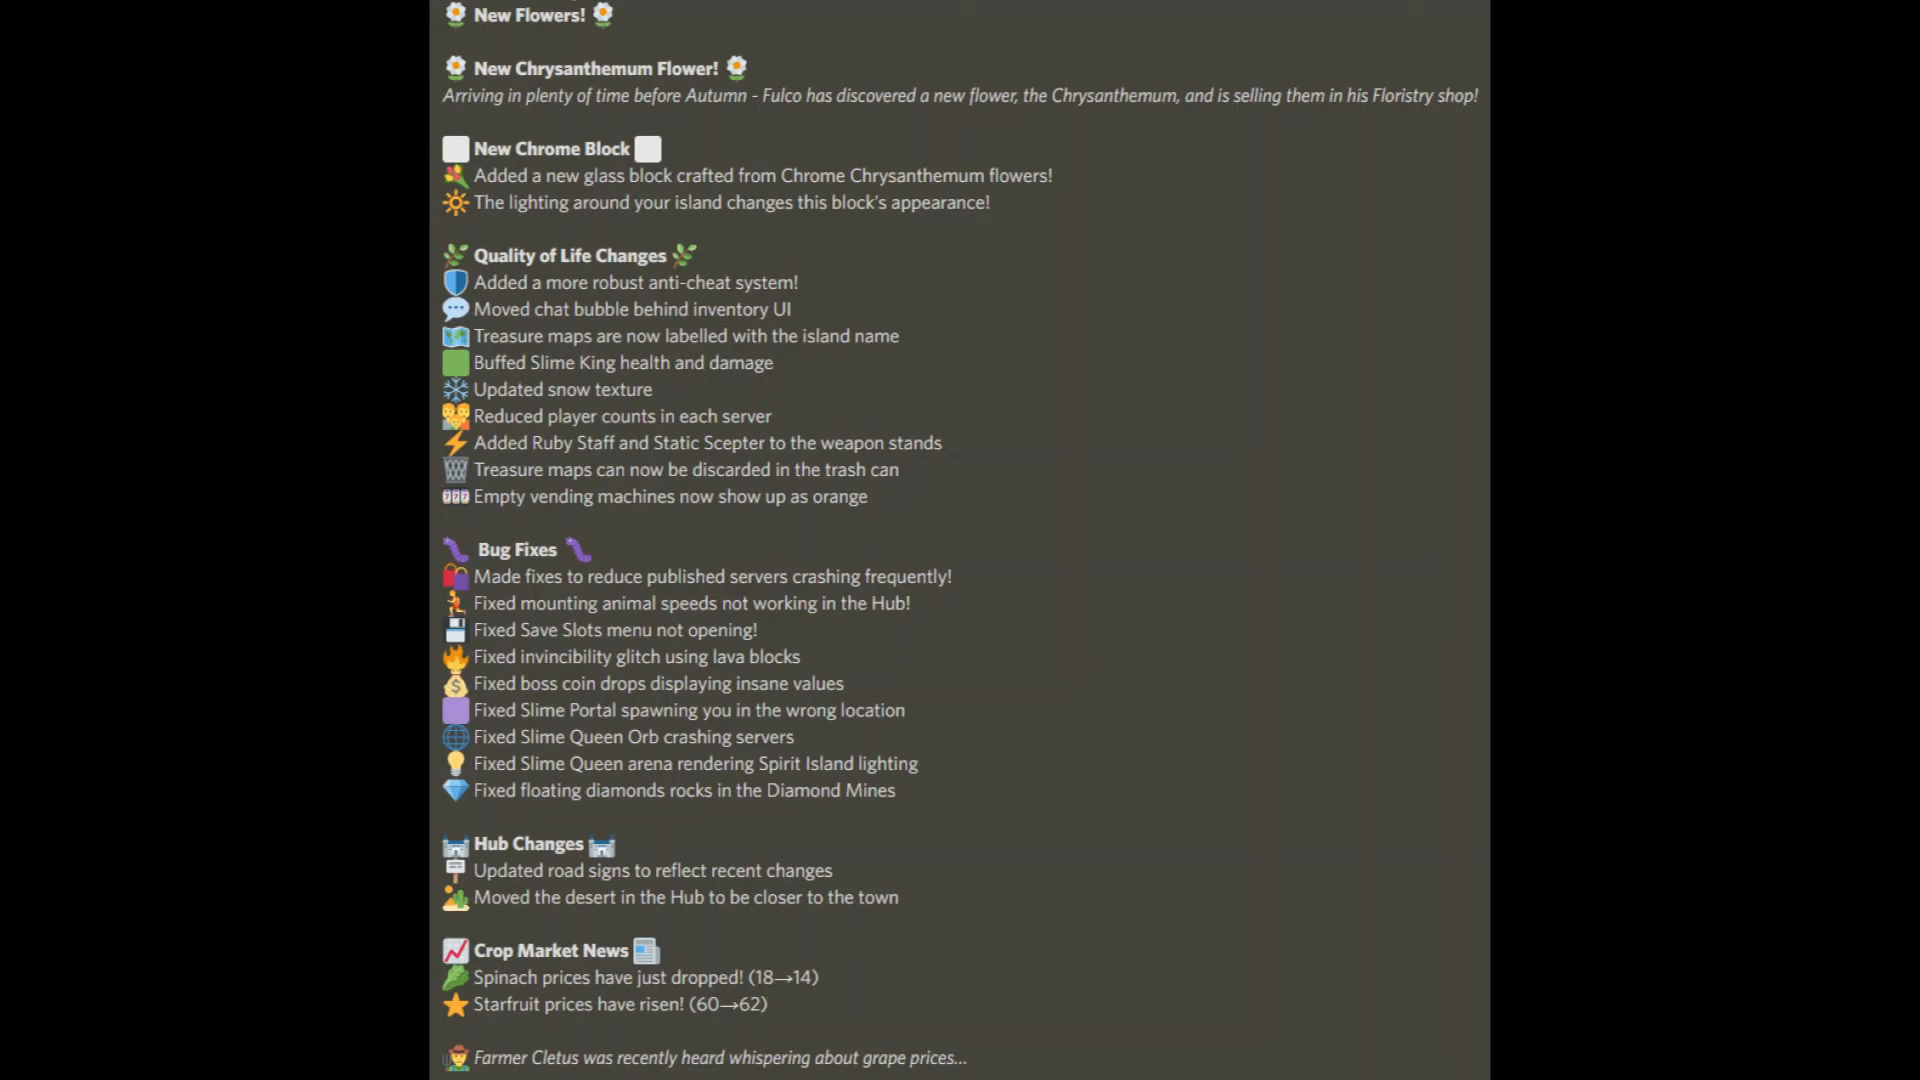 New Flowers!
New Chrysanthemum Flower!
Arriving in plenty of time before Autumn - Fulco has discovered a new flower, the Chrysanthemum, and is selling them in his Floristry shop!
New Chrome Block
Added a new glass block crafted from Chrome Chrysanthemum flowers!
The lighting around your island changes this block's appearance!
Quality of Life Changes
Added a more robust anti-cheat system!
Moved chat bubble behind inventory UI
Treasure maps are now labelled with the island name
Buffed Slime King health and damage
Updated snow texture
Reduced player counts in each server
Added Ruby Staff and Static Scepter to the weapon stands
Treasure maps can now be discarded in the trash can
Empty vending machines now show up as orange
Bug Fixes
Made fixes to reduce published servers crashing frequently!
Fixed mounting animal speeds not working in the Hub!
Fixed Save Slots menu not opening!
Fixed invincibility glitch using lava blocks
Fixed boss coin drops displaying insane values
Fixed Slime Portal spawning you in the wrong location
Fixed Slime Queen Orb crashing servers
Fixed Slime Queen arena rendering Spirit Island lighting
Fixed floating diamonds rocks in the Diamond Mines
Hub Changes
Updated road signs to reflect recent changes
Moved the desert in the Hub to be closer to the town
Crop Market News
Spinach prices have just dropped! (18→14)
Starfruit prices have risen! (60→62)
Farmer Cletus was recently heard whispering about grape prices...